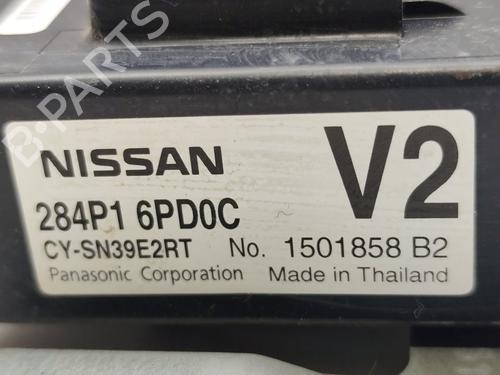 B-PARTS
NISSAN
V2
284P1 6PD0C
CY-SN39E2RT No. 1501858 B2
Panasonic Corporation Made in Thailand